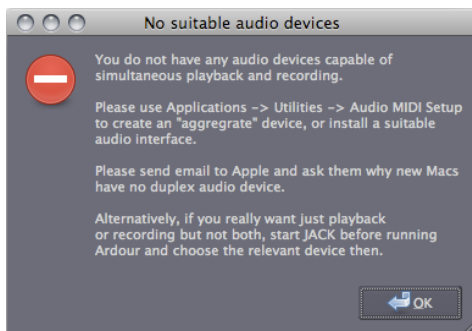 No suitable audio devices
You do not have any audio devices capable of
simultaneous playback and recording.
Please use Applications -> Utilities -> Audio MIDI Setup
to create an "aggregrate" device, or install a suitable
audio interface.
Please send email to Apple and ask them why new Macs
have no duplex audio device.
Alternatively, if you really want just playback
or recording but not both, start JACK before running
Ardour and choose the relevant device then.
OK